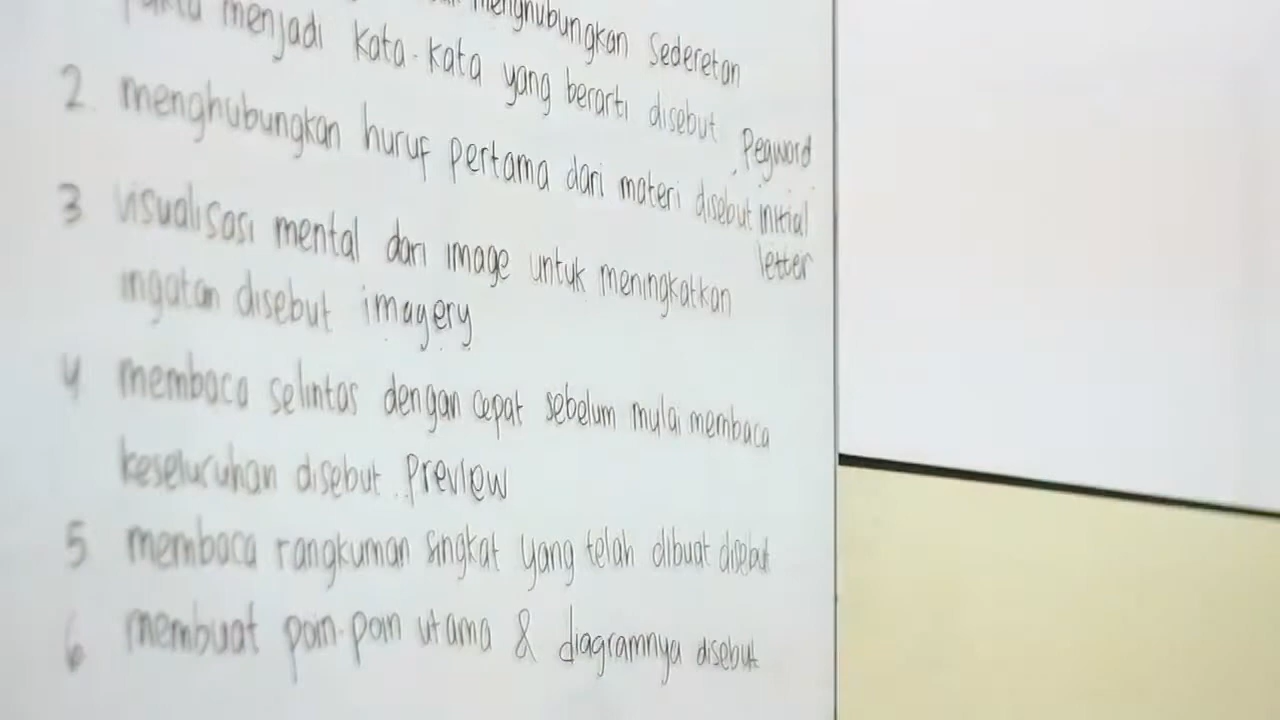 menghubungkan Sederetan
menjadi kata-kata yang berarti disebut Pegword
2. menghubungkan huruf pertama dari materi disebut initial
letter
3 visualisasi mental dari image untuk meningkatkan
ingatan disebut imagery
4 membaca selintas dengan cepat sebelum mulai membaca
keseluruhan disebut Preview
5 membaca rangkuman singkat yang telah dibuat disebut
6 membuat poin-poin utama & diagramnya disebut